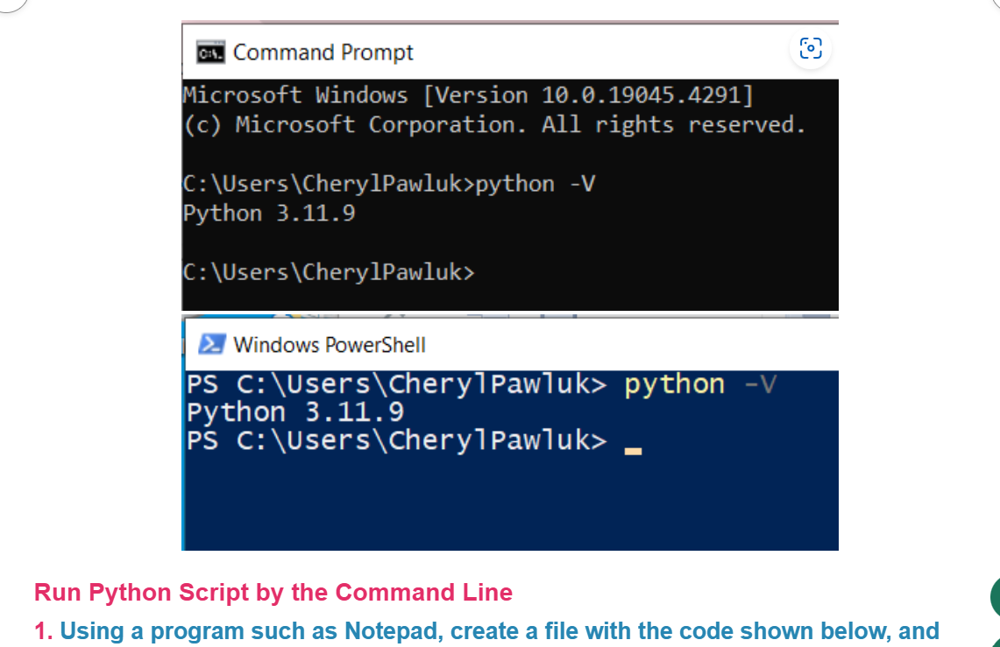 Command Prompt
Microsoft Windows [Version 10.0.19045.4291]
(c) Microsoft Corporation. All rights reserved.
C:\Users\CherylPawluk>python -V
Python 3.11.9
C:\Users\CherylPawluk>
Windows PowerShell
PS C:\Users\CherylPawluk> python -V
Python 3.11.9
PS C:\Users\CherylPawluk> _
Run Python Script by the Command Line
1. Using a program such as Notepad, create a file with the code shown below, and